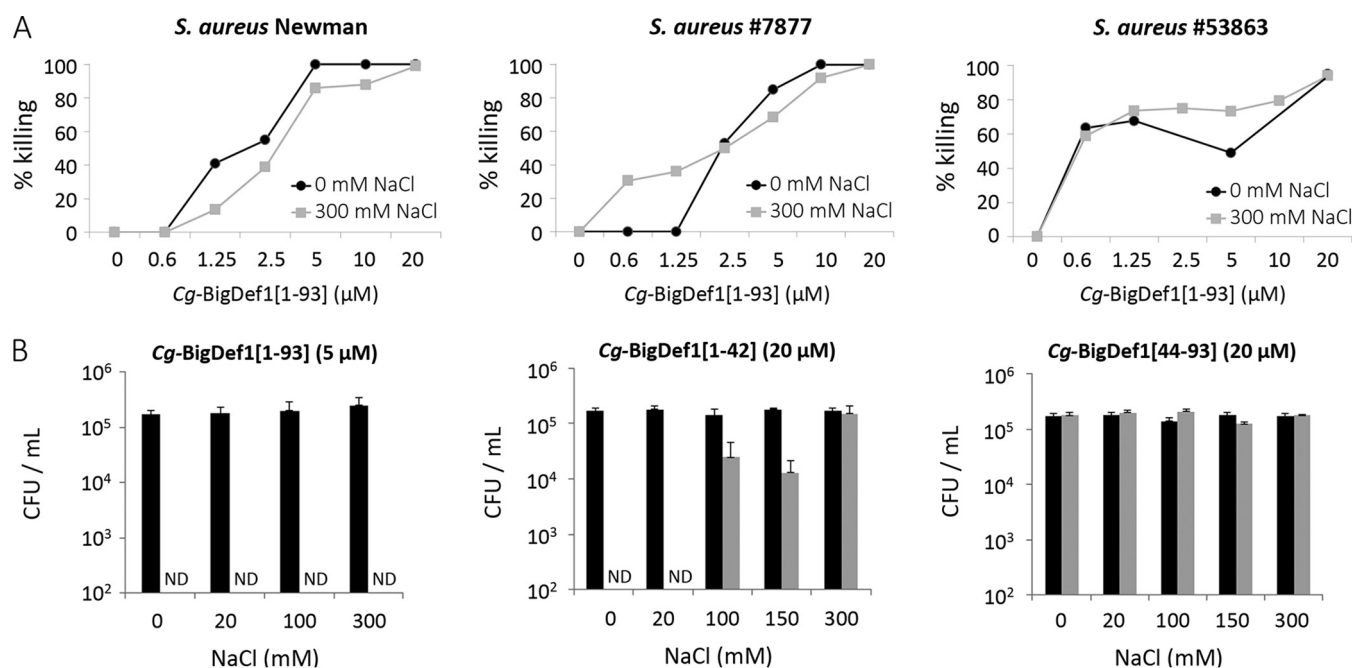 A
S. aureus Newman
100
80
60
40
20
0
% killing
0 mM NaCl
300 mM NaCl
0 0.6 1.25 2.5 5 10 20
Cg-BigDef1[1-93] (µM)
S. aureus #7877
100
80
60
40
20
0
% killing
0 mM NaCl
300 mM NaCl
0 0.6 1.25 2.5 5 10 20
Cg-BigDef1[1-93] (µM)
S. aureus #53863
100
80
60
40
20
0
% killing
0 mM NaCl
300 mM NaCl
0 0.6 1.25 2.5 5 10 20
Cg-BigDef1[1-93] (µM)
B
Cg-BigDef1[1-93] (5 µM)
10⁶
10⁵
10⁴
10³
10²
CFU / mL
ND ND ND ND
0 20 100 300
NaCl (mM)
Cg-BigDef1[1-42] (20 µM)
10⁶
10⁵
10⁴
10³
10²
CFU / mL
ND ND
0 20 100 150 300
NaCl (mM)
Cg-BigDef1[44-93] (20 µM)
10⁶
10⁵
10⁴
10³
10²
CFU / mL
0 20 100 150 300
NaCl (mM)